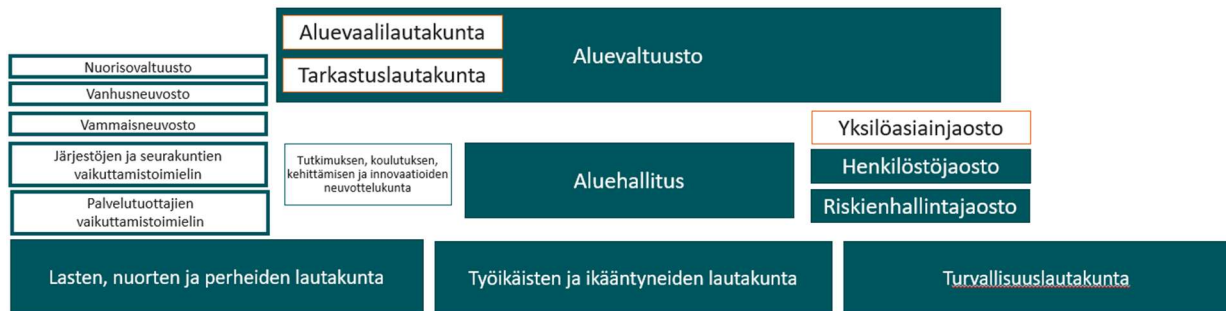 Aluevaalilautakunta
Tarkastuslautakunta
Aluevaltuusto
Nuorisovaltuusto
Vanhusneuvosto
Vammaisneuvosto
Järjestöjen ja seurakuntien
vaikuttamistoimielin
Palvelutuottajien
vaikuttamistoimielin
Tutkimuksen, koulutuksen,
kehittämisen ja innovaatioiden
neuvottelukunta
Aluehallitus
Yksilöasiainjaosto
Henkilöstöjaosto
Riskienhallintajaosto
Lasten, nuorten ja perheiden lautakunta
Työikäisten ja ikääntyneiden lautakunta
Turvallisuuslautakunta